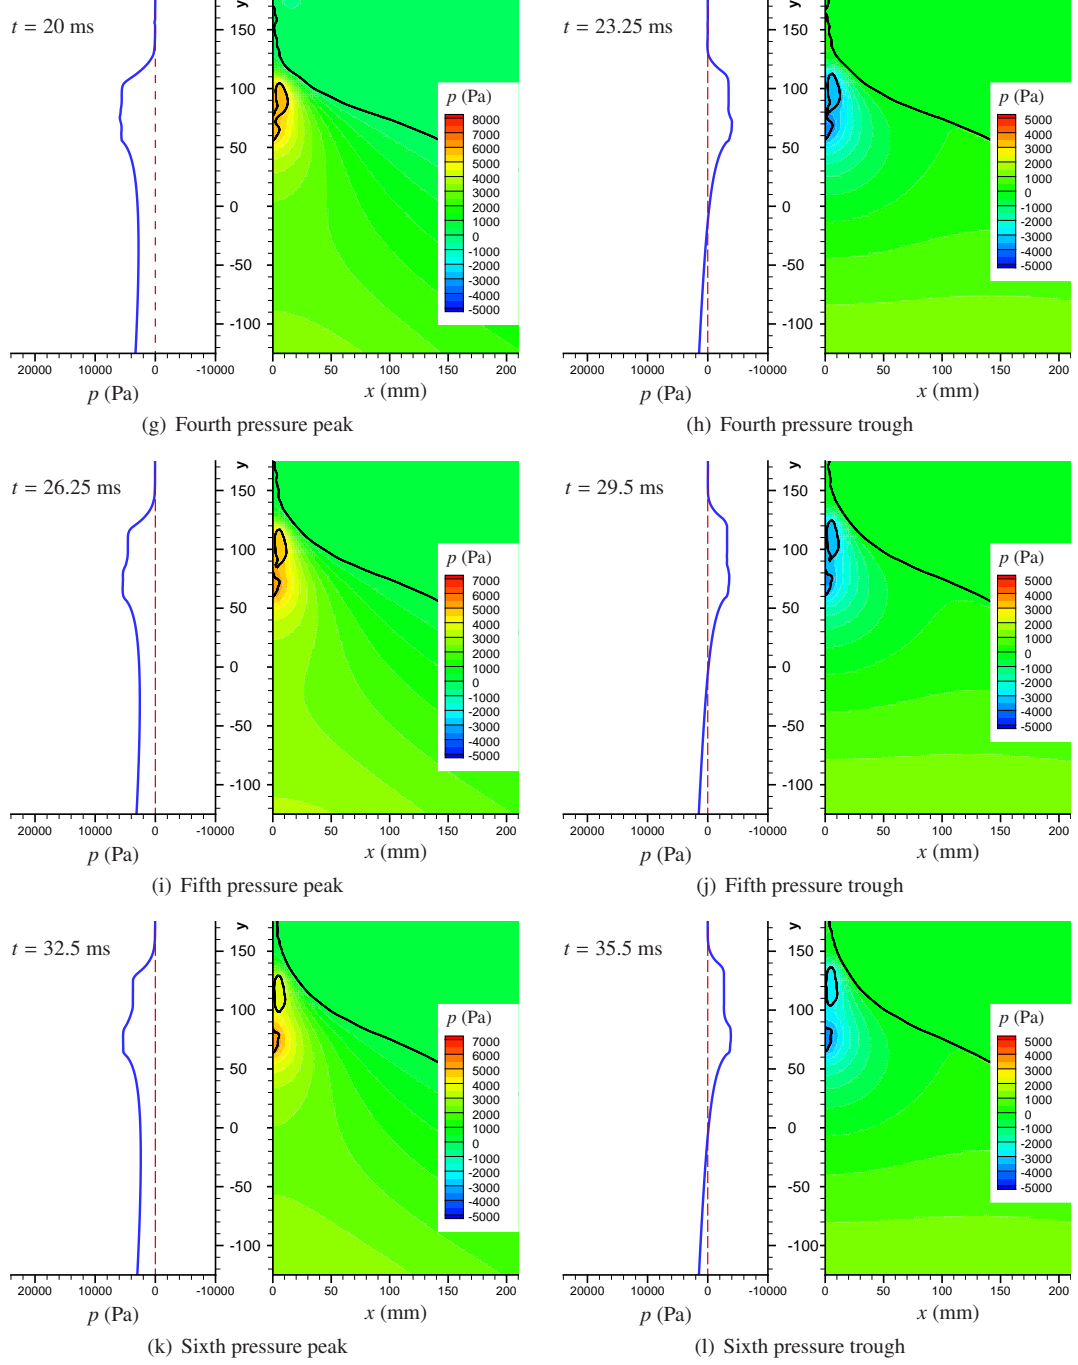 t = 20 ms
y
150
100
50
0
-50
-100
p (Pa)
8000
7000
6000
5000
4000
3000
2000
1000
0
-1000
-2000
-3000
-4000
-5000
20000 10000 0 -10000
0 50 100 150 200
p (Pa)
x (mm)
(g) Fourth pressure peak
t = 23.25 ms
y
150
100
50
0
-50
-100
p (Pa)
5000
4000
3000
2000
1000
0
-1000
-2000
-3000
-4000
-5000
20000 10000 0 -10000
0 50 100 150 200
p (Pa)
x (mm)
(h) Fourth pressure trough
t = 26.25 ms
y
150
100
50
0
-50
-100
p (Pa)
7000
6000
5000
4000
3000
2000
1000
0
-1000
-2000
-3000
-4000
-5000
20000 10000 0 -10000
0 50 100 150 200
p (Pa)
x (mm)
(i) Fifth pressure peak
t = 29.5 ms
y
150
100
50
0
-50
-100
p (Pa)
5000
4000
3000
2000
1000
0
-1000
-2000
-3000
-4000
-5000
20000 10000 0 -10000
0 50 100 150 200
p (Pa)
x (mm)
(j) Fifth pressure trough
t = 32.5 ms
y
150
100
50
0
-50
-100
p (Pa)
7000
6000
5000
4000
3000
2000
1000
0
-1000
-2000
-3000
-4000
-5000
20000 10000 0 -10000
0 50 100 150 200
p (Pa)
x (mm)
(k) Sixth pressure peak
t = 35.5 ms
y
150
100
50
0
-50
-100
p (Pa)
5000
4000
3000
2000
1000
0
-1000
-2000
-3000
-4000
-5000
20000 10000 0 -10000
0 50 100 150 200
p (Pa)
x (mm)
(l) Sixth pressure trough